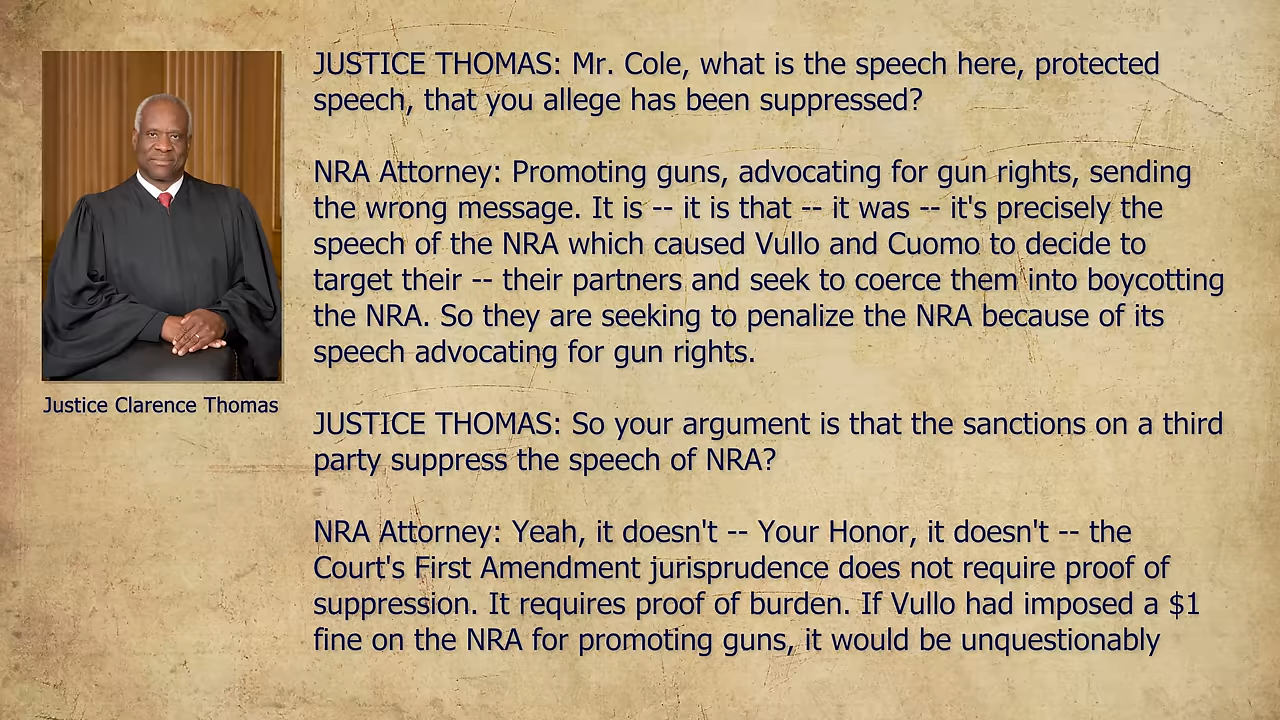 JUSTICE THOMAS: Mr. Cole, what is the speech here, protected
speech, that you allege has been suppressed?
NRA Attorney: Promoting guns, advocating for gun rights, sending
the wrong message. It is -- it is that -- it was -- it's precisely the
speech of the NRA which caused Vullo and Cuomo to decide to
target their -- their partners and seek to coerce them into boycotting
the NRA. So they are seeking to penalize the NRA because of its
speech advocating for gun rights.
Justice Clarence Thomas
JUSTICE THOMAS: So your argument is that the sanctions on a third
party suppress the speech of NRA?
NRA Attorney: Yeah, it doesn't -- Your Honor, it doesn't -- the
Court's First Amendment jurisprudence does not require proof of
suppression. It requires proof of burden. If Vullo had imposed a $1
fine on the NRA for promoting guns, it would be unquestionably